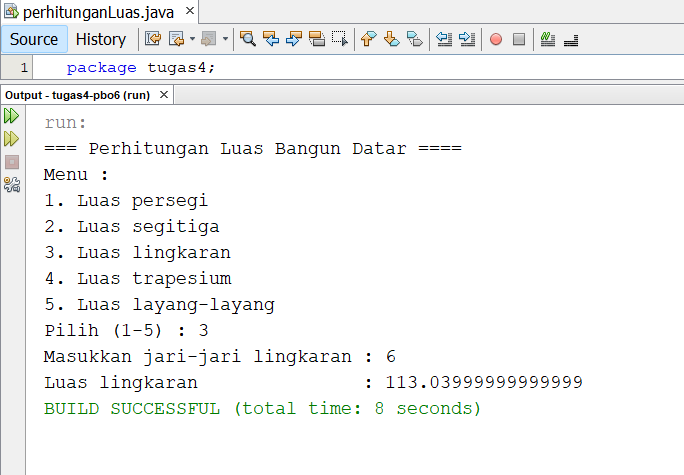 perhitunganLuas.java
Source History
1 package tugas4;
Output - tugas4-pbo6 (run)
run:
=== Perhitungan Luas Bangun Datar ====
Menu :
1. Luas persegi
2. Luas segitiga
3. Luas lingkaran
4. Luas trapesium
5. Luas layang-layang
Pilih (1-5) : 3
Masukkan jari-jari lingkaran : 6
Luas lingkaran : 113.03999999999999
BUILD SUCCESSFUL (total time: 8 seconds)